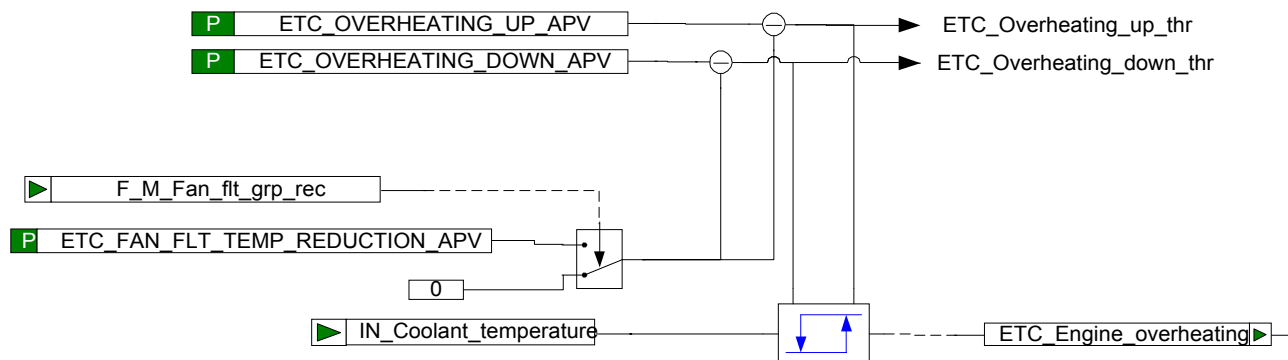 P ETC_OVERHEATING_UP_APV ETC_Overheating_up_thr
P ETC_OVERHEATING_DOWN_APV ETC_Overheating_down_thr
F_M_Fan_flt_grp_rec
P ETC_FAN_FLT_TEMP_REDUCTION_APV
0
IN_Coolant_temperature ETC_Engine_overheating